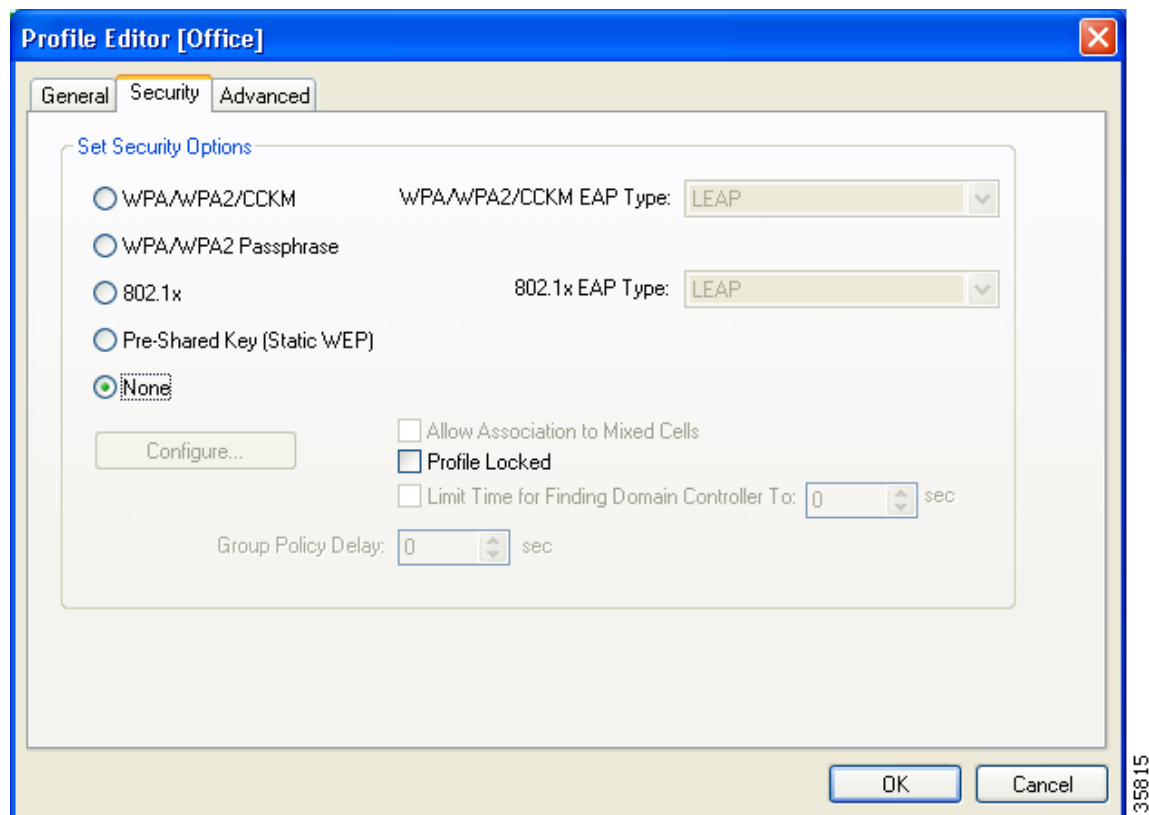 Profile Editor [Office]
General Security Advanced
Set Security Options
WPA/WPA2/CCKM WPA/WPA2/CCKM EAP Type: LEAP
WPA/WPA2 Passphrase
802.1x 802.1x EAP Type: LEAP
Pre-Shared Key (Static WEP)
None
Allow Association to Mixed Cells
Configure...
Profile Locked
Limit Time for Finding Domain Controller To: 0 sec
Group Policy Delay: 0 sec
OK Cancel
35815